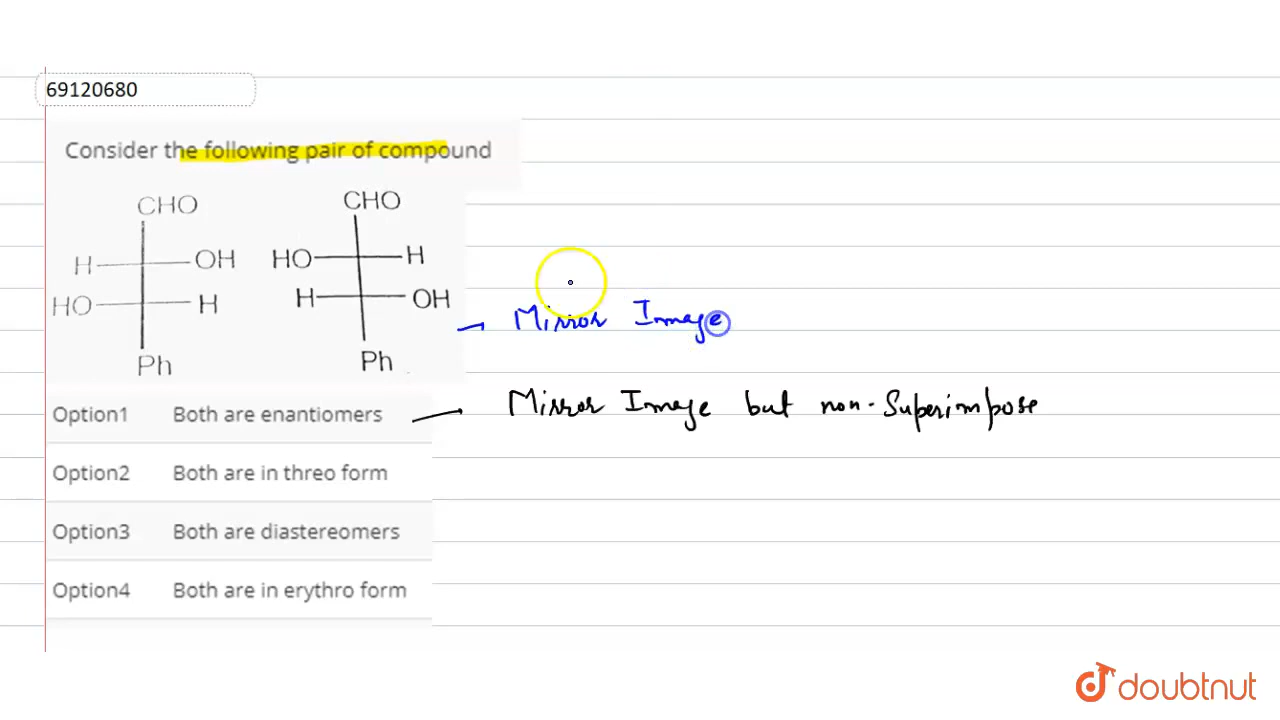 69120680
Consider the following pair of compound
CHO CHO
H OH HO H
HO H H OH
Ph Ph
Mirror Image
Option1 Both are enantiomers
Mirror Image but non-Superimpose
Option2 Both are in threo form
Option3 Both are diastereomers
Option4 Both are in erythro form
doubtnut